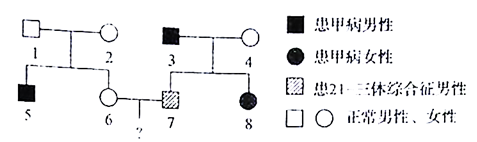 1 2 3 4
5 6 ? 7 8
患甲病男性
患甲病女性
患21-三体综合征男性
正常男性、女性